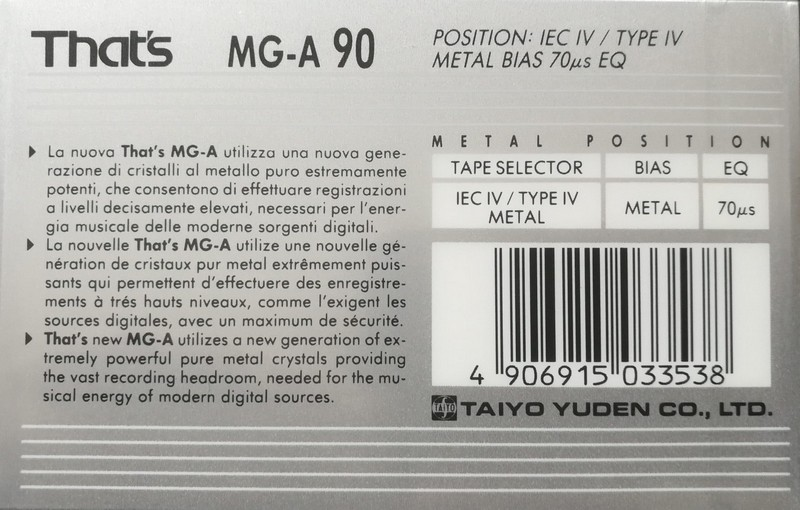 That's MG-A 90
POSITION: IEC IV / TYPE IV
METAL BIAS 70µs EQ
La nuova That's MG-A utilizza una nuova gene-
razione di cristalli al metallo puro estremamente
potenti, che consentono di effettuare registrazioni
a livelli decisamente elevati, necessari per l'ener-
gia musicale delle moderne sorgenti digitali.
La nouvelle That's MG-A utilize une nouvelle gé-
nération de cristaux pur metal extrêmement puis-
sants qui permettent d'effectuere des enregistre-
ments à trés hauts niveaux, comme l'exigent les
sources digitales, avec un maximum de sécurité.
That's new MG-A utilizes a new generation of ex-
tremely powerful pure metal crystals providing
the vast recording headroom, needed for the mu-
sical energy of modern digital sources.
METAL POSITION
TAPE SELECTOR BIAS EQ
IEC IV / TYPE IV
METAL METAL 70µs
4 906915 033538
TAIYO TAIYO YUDEN CO., LTD.